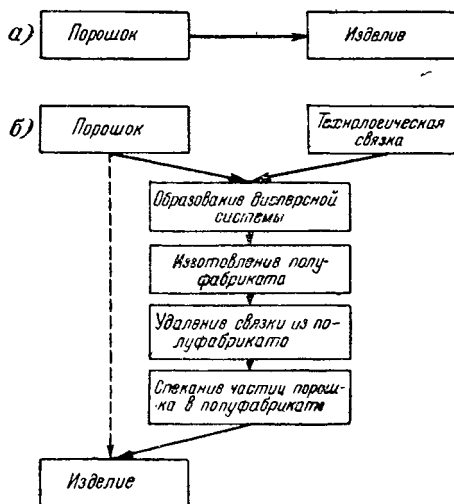 а) Порошок Изделие
б) Порошок Технологическая
связка
Образование дисперсной
системы
Изготовление полу-
фабриката
Удаление связки из по-
луфабриката
Спекание частиц порош-
ка в полуфабрикате
Изделие